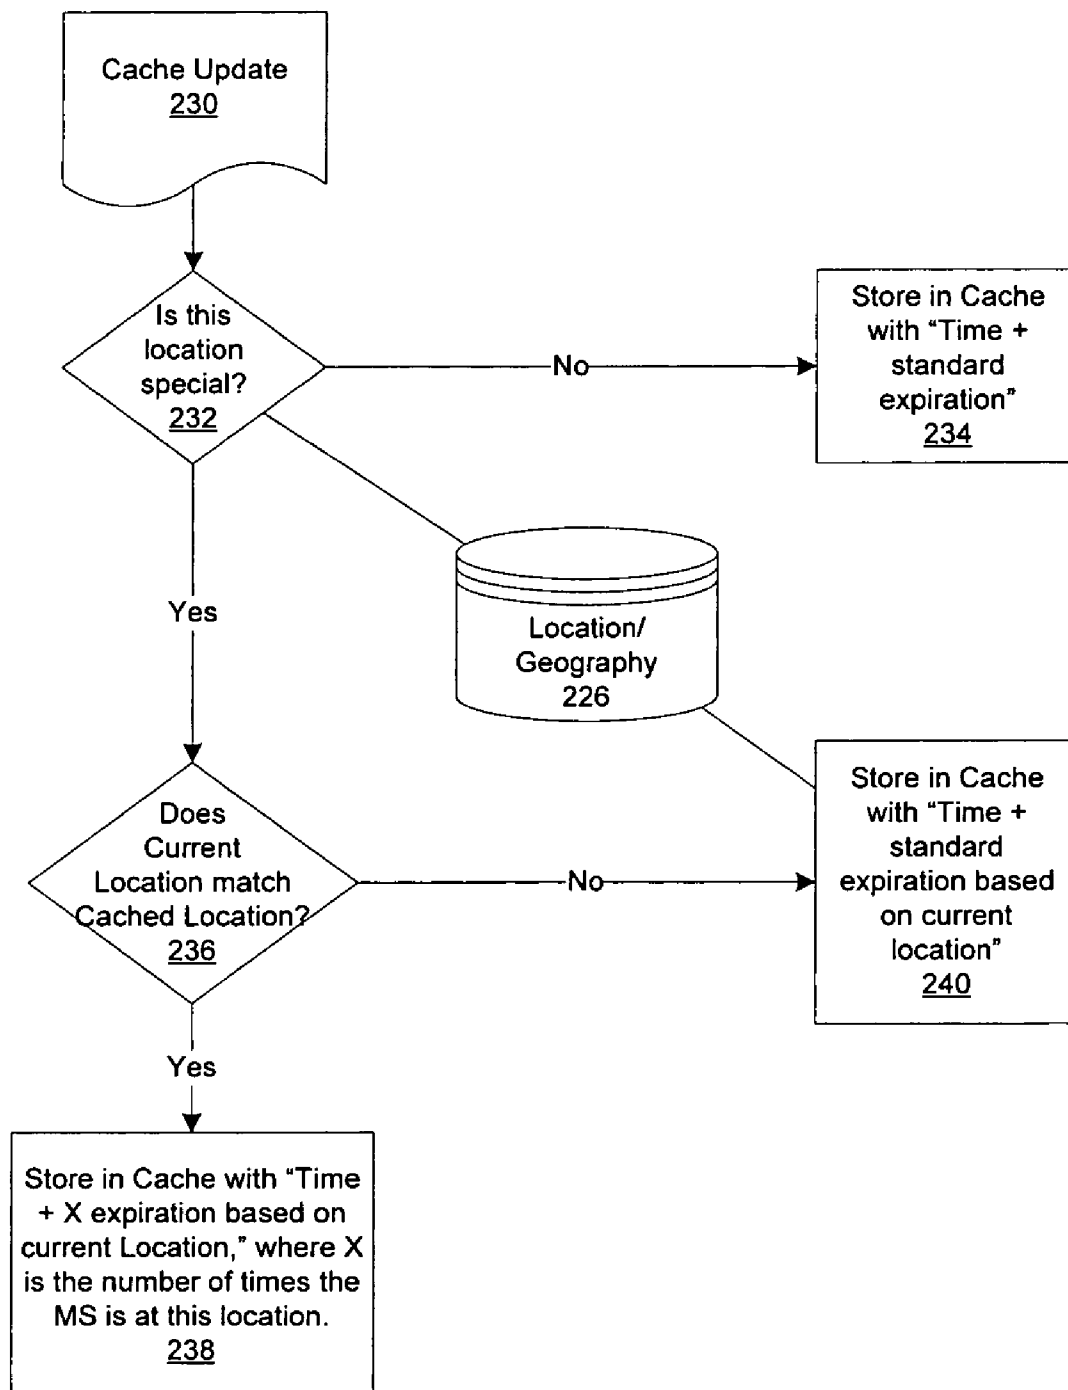 Cache Update
230
Is this
location
special?
232
No
Store in Cache
with “Time +
standard
expiration”
234
Yes
Location/
Geography
226
Does
Current
Location match
Cached Location?
236
No
Store in Cache
with “Time +
standard
expiration based
on current
location”
240
Yes
Store in Cache with “Time
+ X expiration based on
current Location,” where X
is the number of times the
MS is at this location.
238